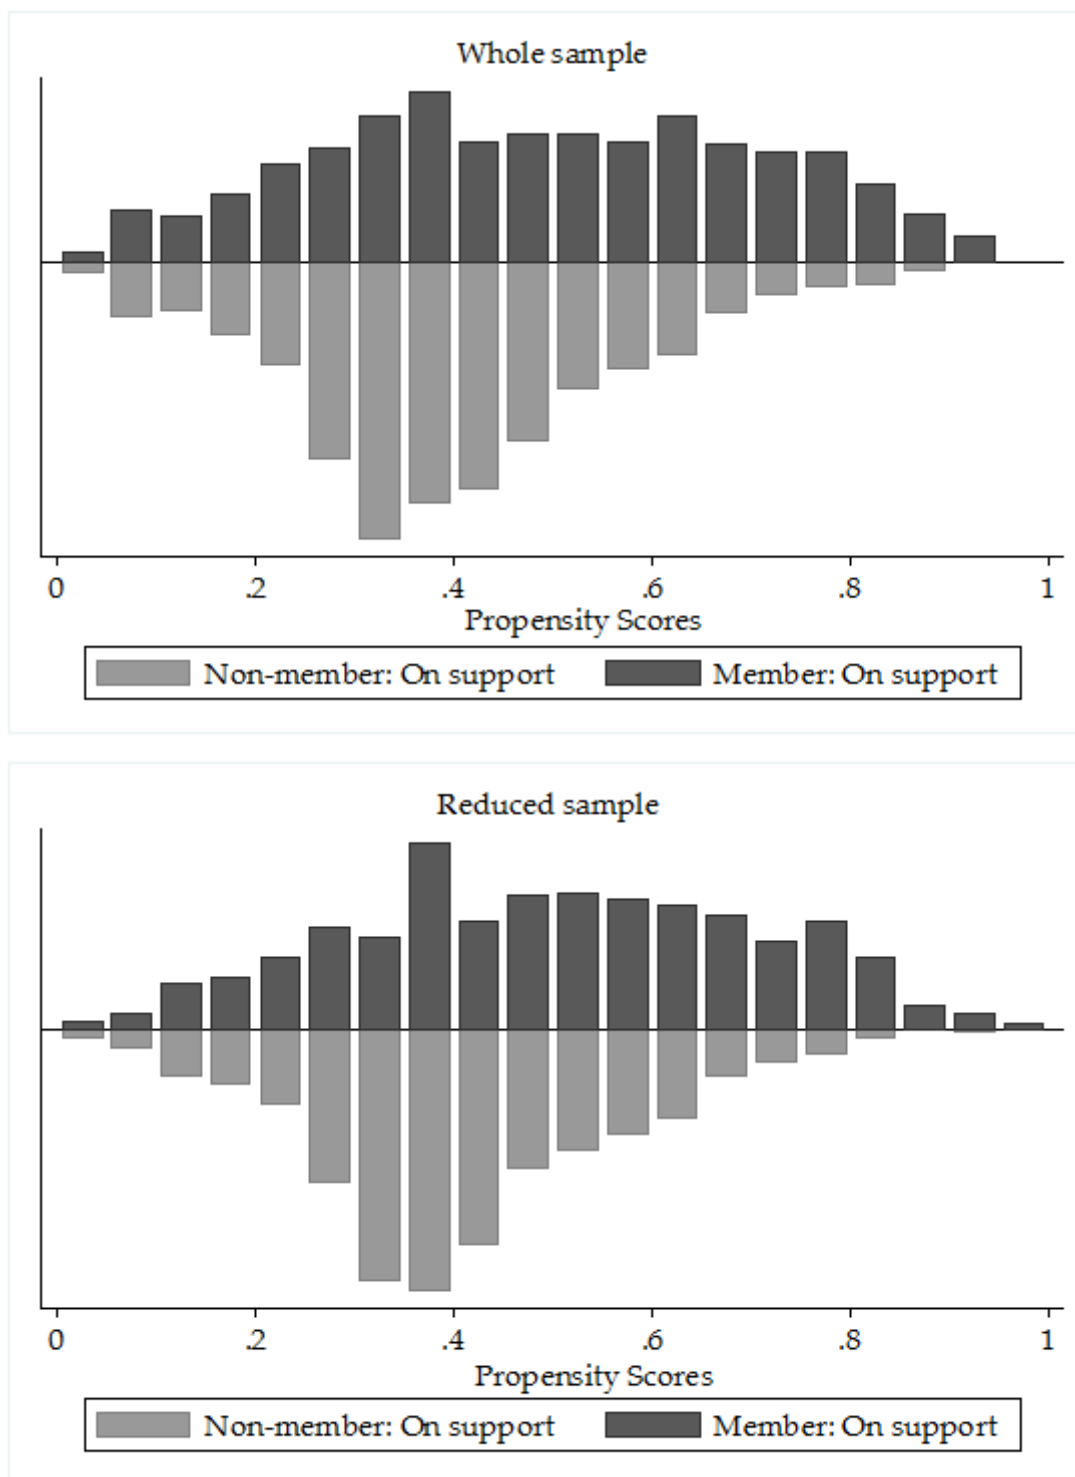 Whole sample
0 .2 .4 .6 .8 1
Propensity Scores
Non-member: On support Member: On support
Reduced sample
0 .2 .4 .6 .8 1
Propensity Scores
Non-member: On support Member: On support